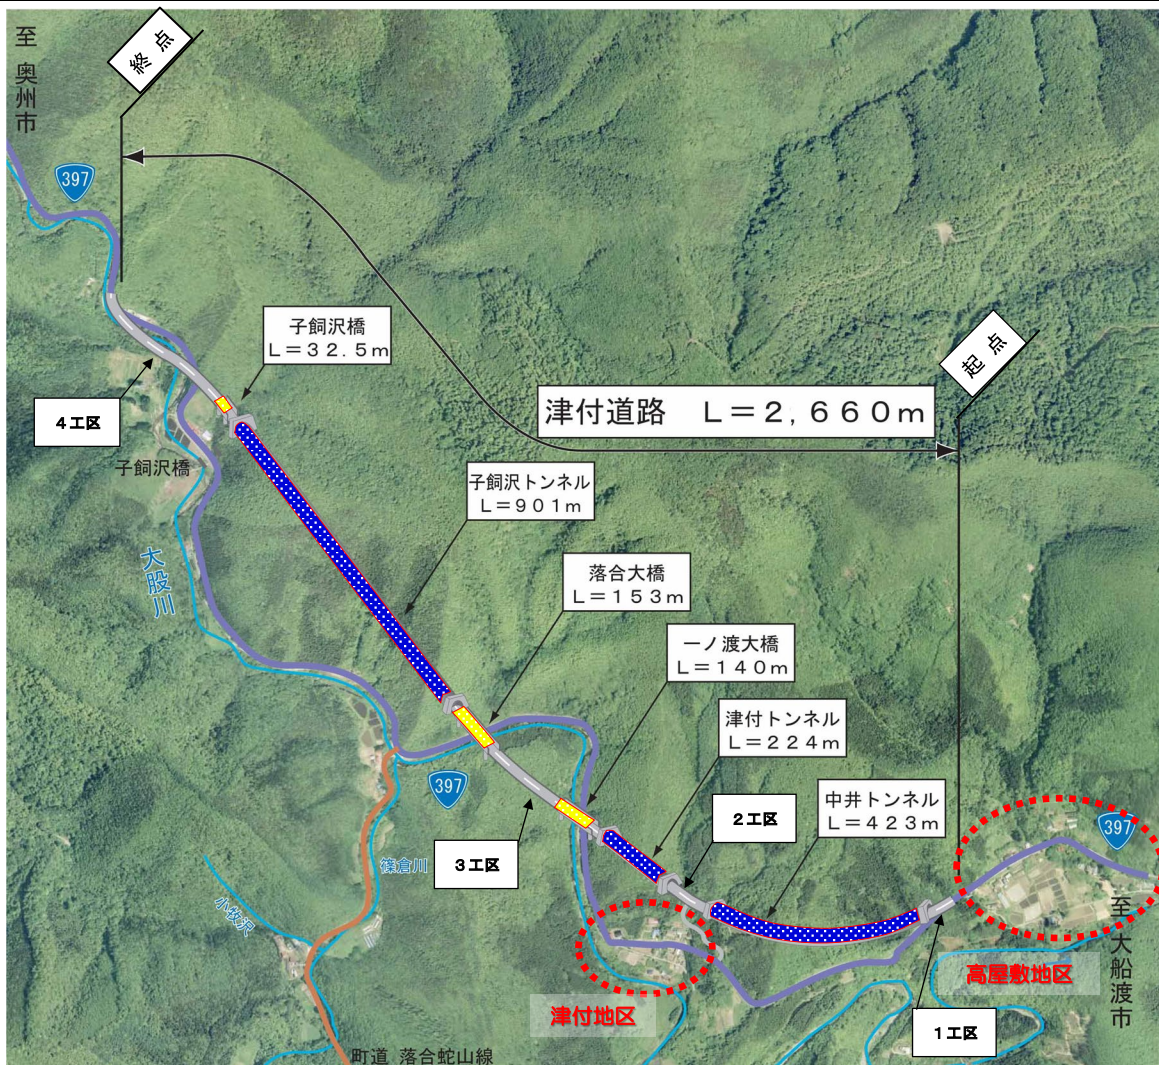 至 奥州市
終点
397
子飼沢橋
L=32.5m
起点
津付道路 L=2,660m
4工区
子飼沢橋
子飼沢トンネル
L=901m
大股川
落合大橋
L=153m
一ノ渡大橋
L=140m
津付トンネル
L=224m
397
中井トンネル
L=423m
2工区
397
3工区
篠倉川
小牧沢
至 大船渡市
高屋敷地区
津付地区
1工区
町道 落合蛇山線